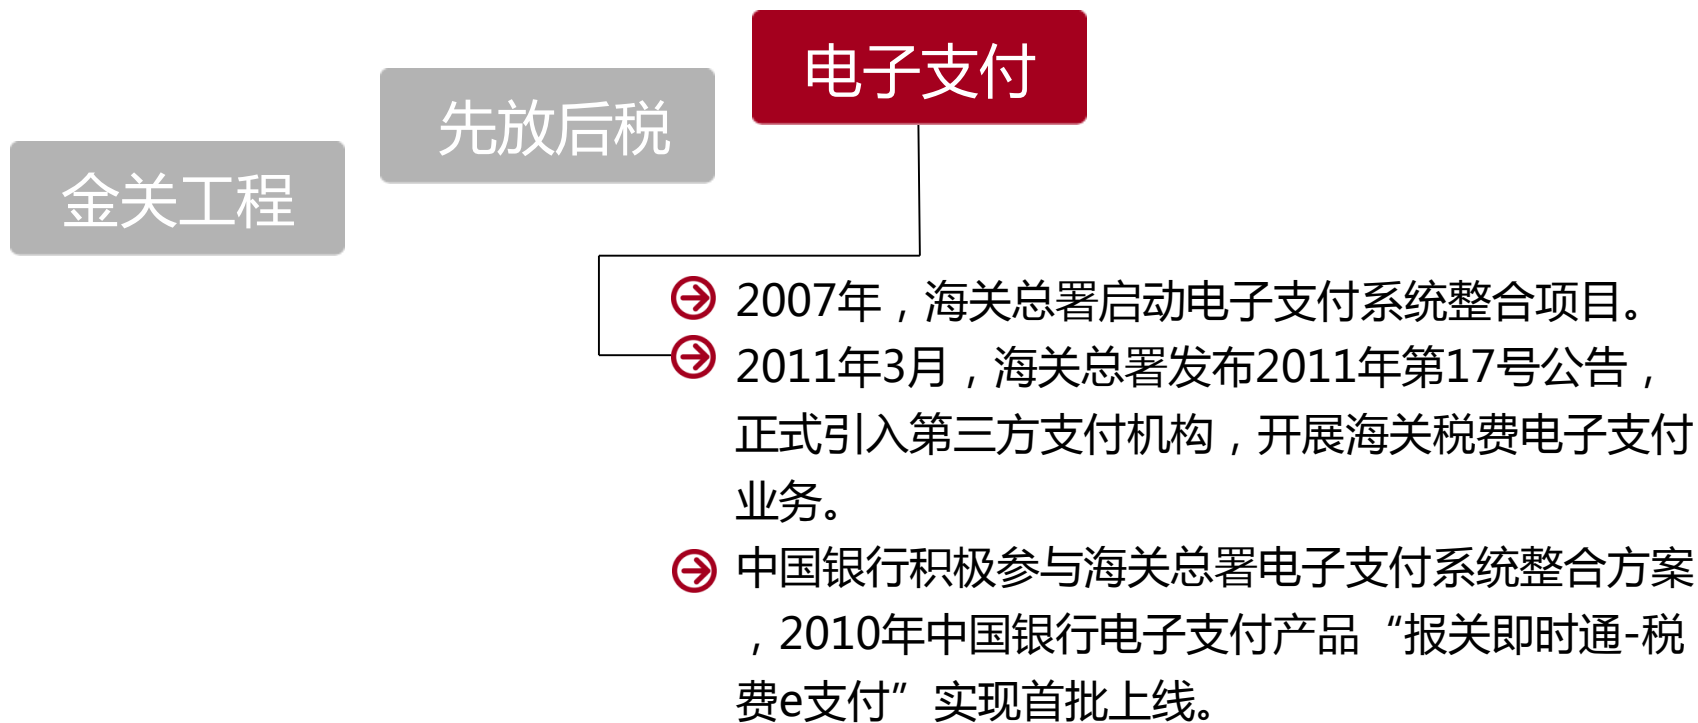 电子支付
先放后税
金关工程
2007年，海关总署启动电子支付系统整合项目。
2011年3月，海关总署发布2011年第17号公告，
正式引入第三方支付机构，开展海关税费电子支付
业务。
中国银行积极参与海关总署电子支付系统整合方案
，2010年中国银行电子支付产品“报关即时通-税
费e支付”实现首批上线。